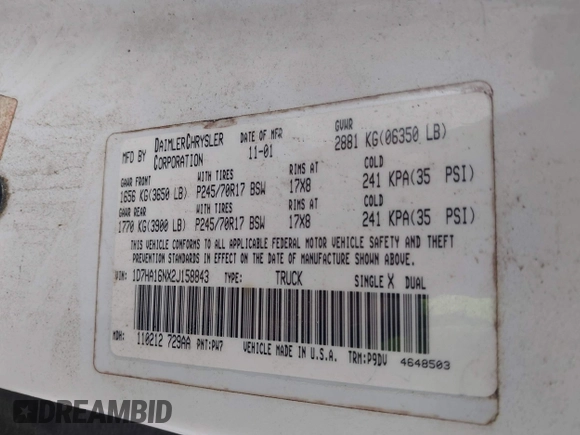 MFD BY DAIMLERCHRYSLER CORPORATION
DATE OF MFR 11-01
GVWR 2881 KG(06350 LB)
GAWR FRONT WITH TIRES RIMS AT COLD
1656 KG(3650 LB) P245/70R17 BSW 17X8 241 KPA(35 PSI)
GAWR REAR WITH TIRES RIMS AT COLD
1770 KG(3900 LB) P245/70R17 BSW 17X8 241 KPA(35 PSI)
THIS VEHICLE CONFORMS TO ALL APPLICABLE FEDERAL MOTOR VEHICLE SAFETY AND THEFT
PREVENTION STANDARDS IN EFFECT ON THE DATE OF MANUFACTURE SHOWN ABOVE.
VIN: 1D7HA16NX2J158843 TYPE: TRUCK SINGLE X DUAL
MDH: 110212 729AA PNT: PW7 VEHICLE MADE IN U.S.A. TRM: P9DV 4648503
DREAMBID